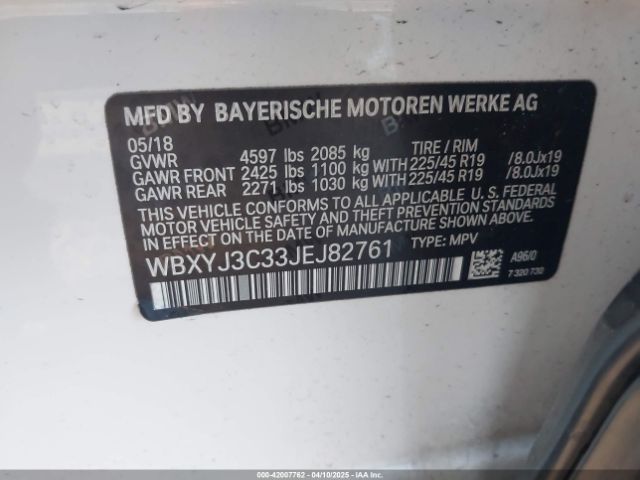 MFD BY BAYERISCHE MOTOREN WERKE AG
05/18
GVWR 4597 lbs 2085 kg TIRE / RIM
GAWR FRONT 2425 lbs 1100 kg WITH 225/45 R19 /8.0Jx19
GAWR REAR 2271 lbs 1030 kg WITH 225/45 R19 /8.0Jx19
THIS VEHICLE CONFORMS TO ALL APPLICABLE U.S. FEDERAL
MOTOR VEHICLE SAFETY AND THEFT PREVENTION STANDARDS
IN EFFECT ON THE DATE OF MANUFACTURE SHOWN ABOVE.
WBXYJ3C33JEJ82761 TYPE: MPV
A96/0
7 320 730
000-42007762 - 04/10/2025 - IAA Inc.